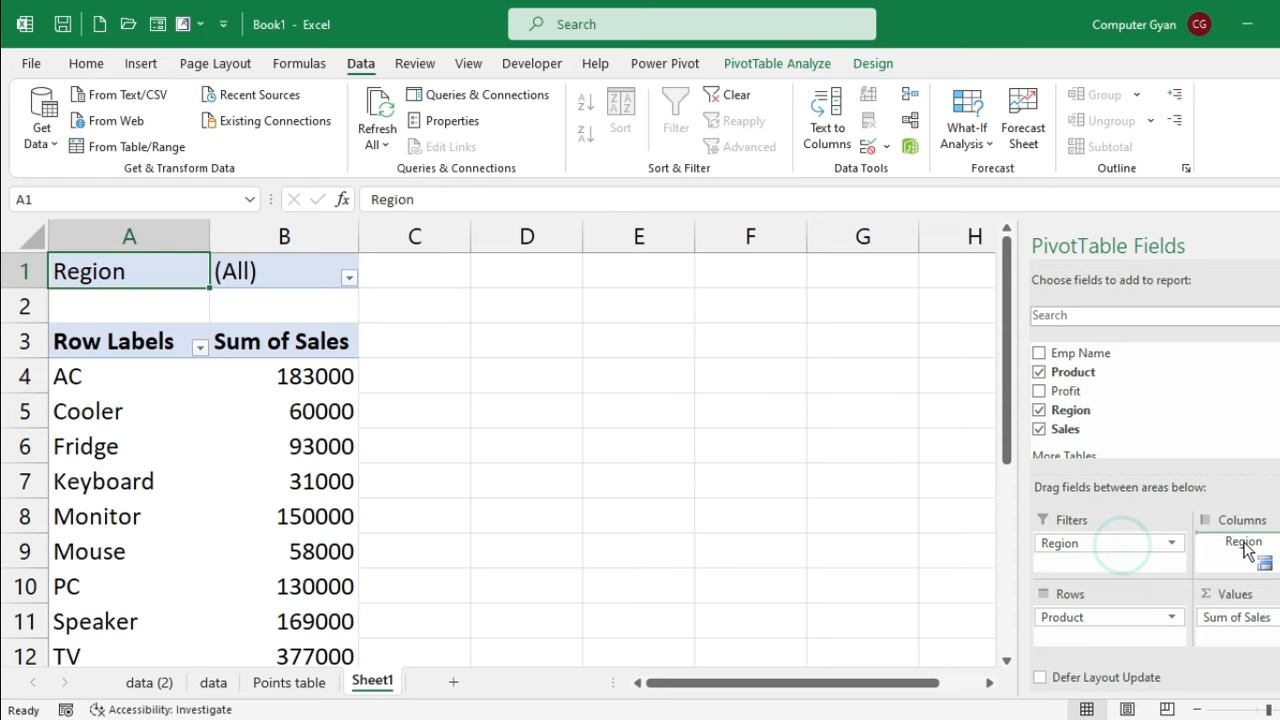 Book1 - Excel
Search
Computer Gyan CG
File Home Insert Page Layout Formulas Data Review View Developer Help Power Pivot PivotTable Analyze Design
Get Data
From Text/CSV
From Web
From Table/Range
Recent Sources
Existing Connections
Get & Transform Data
Refresh All
Queries & Connections
Properties
Edit Links
Queries & Connections
Sort
Filter
Clear
Reapply
Advanced
Sort & Filter
Text to Columns
Data Tools
What-If Analysis
Forecast Sheet
Forecast
Group
Ungroup
Subtotal
Outline
A1 fx Region
A B C D E F G H
1 Region (All)
2
3 Row Labels Sum of Sales
4 AC 183000
5 Cooler 60000
6 Fridge 93000
7 Keyboard 31000
8 Monitor 150000
9 Mouse 58000
10 PC 130000
11 Speaker 169000
12 TV 377000
PivotTable Fields
Choose fields to add to report:
Search
Emp Name
Product
Profit
Region
Sales
More Tables
Drag fields between areas below:
Filters Columns
Region Region
Rows Values
Product Sum of Sales
Defer Layout Update
data (2) data Points table Sheet1
Ready Accessibility: Investigate